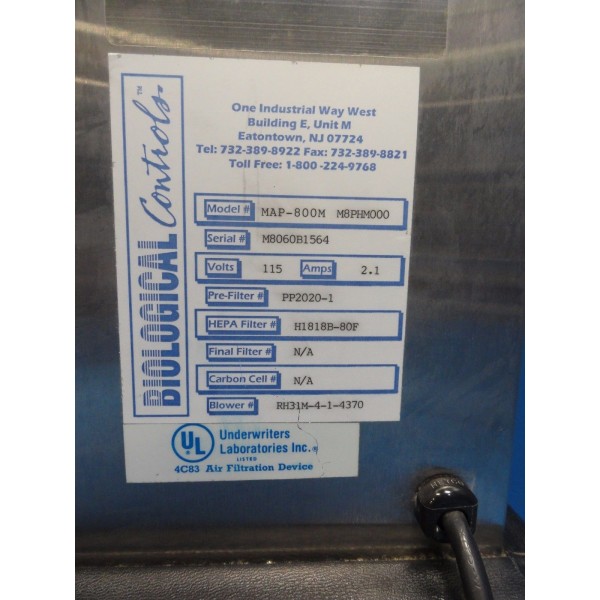 BIOLOGICAL Controls™
One Industrial Way West
Building E, Unit M
Eatontown, NJ 07724
Tel: 732-389-8922 Fax: 732-389-8821
Toll Free: 1-800 -224-9768
Model # MAP-800M M8PHM000
Serial # M8060B1564
Volts 115 Amps 2.1
Pre-Filter # PP2020-1
HEPA Filter # H1818B-80F
Final Filter # N/A
Carbon Cell # N/A
Blower # RH31M-4-1-4370
UL
Underwriters
Laboratories Inc.®
LISTED
4C83 Air Filtration Device